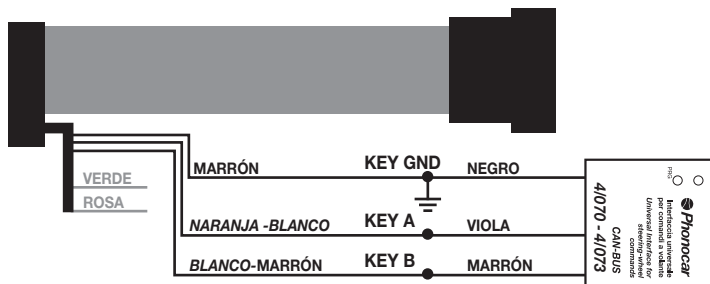 MARRÓN KEY GND NEGRO
VERDE
ROSA
NARANJA -BLANCO KEY A VIOLA
BLANCO-MARRÓN KEY B MARRÓN
PRG
Phonocar
Interfaccia universale
per comandi a volante
Universal Interface for
steering-wheel
commands
CAN-BUS
4/070 - 4/073